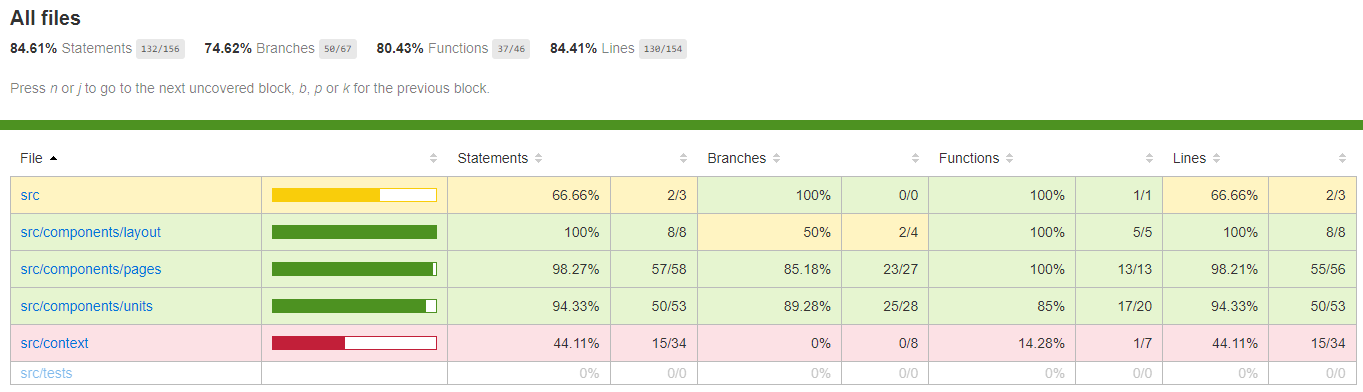 All files
84.61% Statements 132/156 74.62% Branches 50/67 80.43% Functions 37/46 84.41% Lines 130/154
Press n or j to go to the next uncovered block, b, p or k for the previous block.
File Statements Branches Functions Lines
src 66.66% 2/3 100% 0/0 100% 1/1 66.66% 2/3
src/components/layout 100% 8/8 50% 2/4 100% 5/5 100% 8/8
src/components/pages 98.27% 57/58 85.18% 23/27 100% 13/13 98.21% 55/56
src/components/units 94.33% 50/53 89.28% 25/28 85% 17/20 94.33% 50/53
src/context 44.11% 15/34 0% 0/8 14.28% 1/7 44.11% 15/34
src/tests 0% 0/0 0% 0/0 0% 0/0 0% 0/0